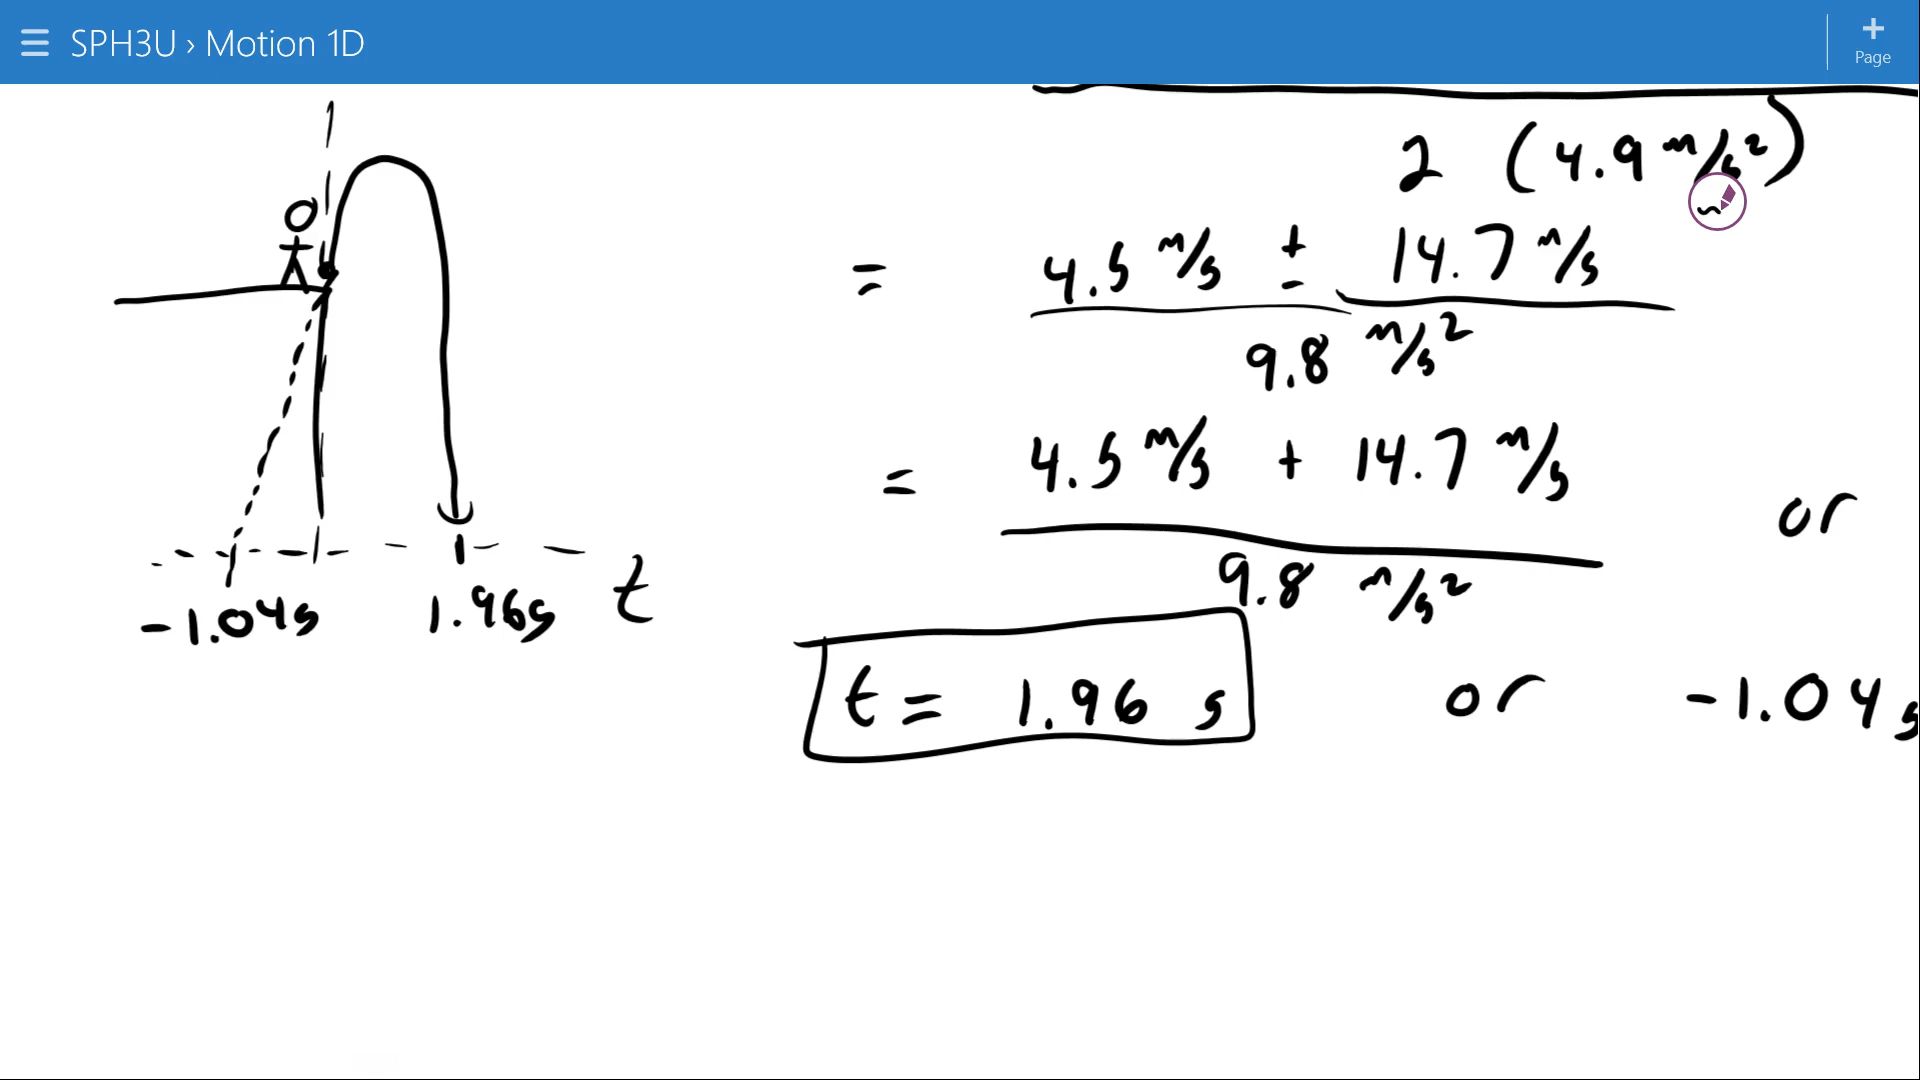 SPH3U › Motion 1D
Page
2 (4.9 m/s²)
= 4.5 m/s ± 14.7 m/s
9.8 m/s²
= 4.5 m/s + 14.7 m/s or
9.8 m/s²
-1.04s 1.96s t
t = 1.96 s or -1.04s